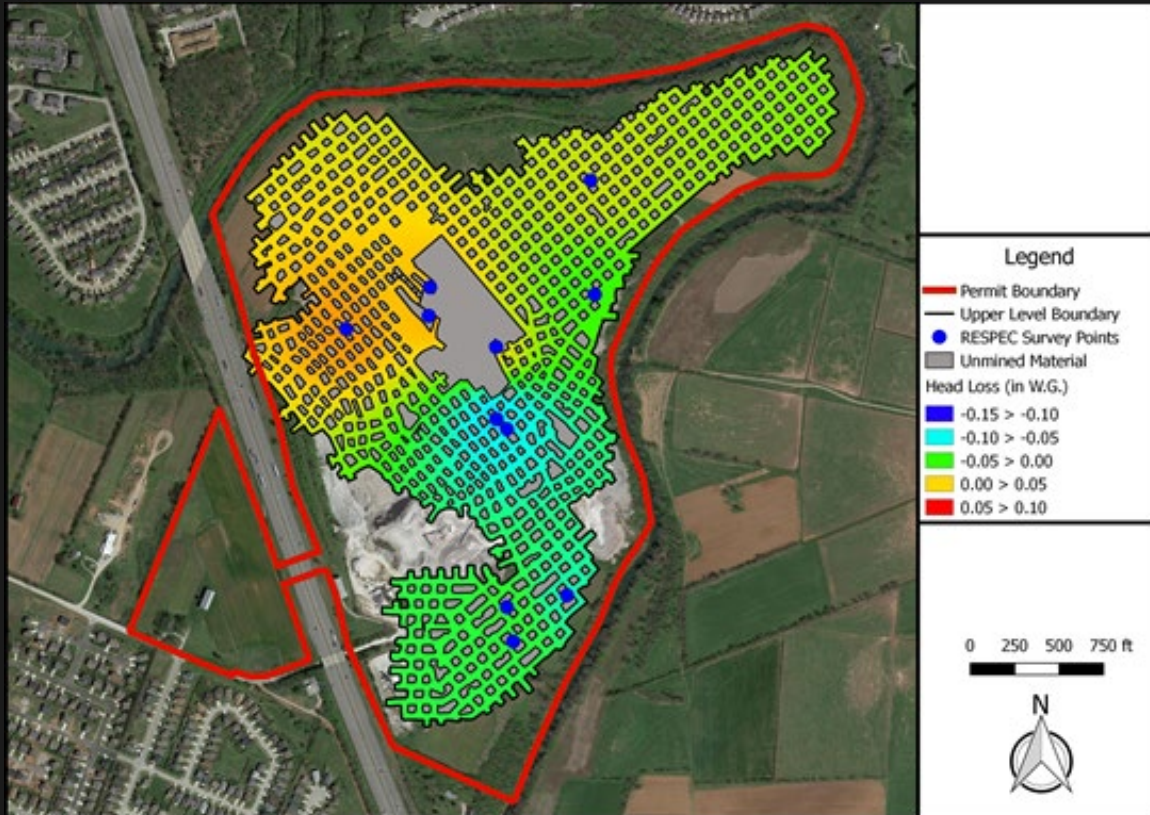 Legend
Permit Boundary
Upper Level Boundary
RESPEC Survey Points
Unmined Material
Head Loss (in W.G.)
-0.15 > -0.10
-0.10 > -0.05
-0.05 > 0.00
0.00 > 0.05
0.05 > 0.10
0 250 500 750 ft
N